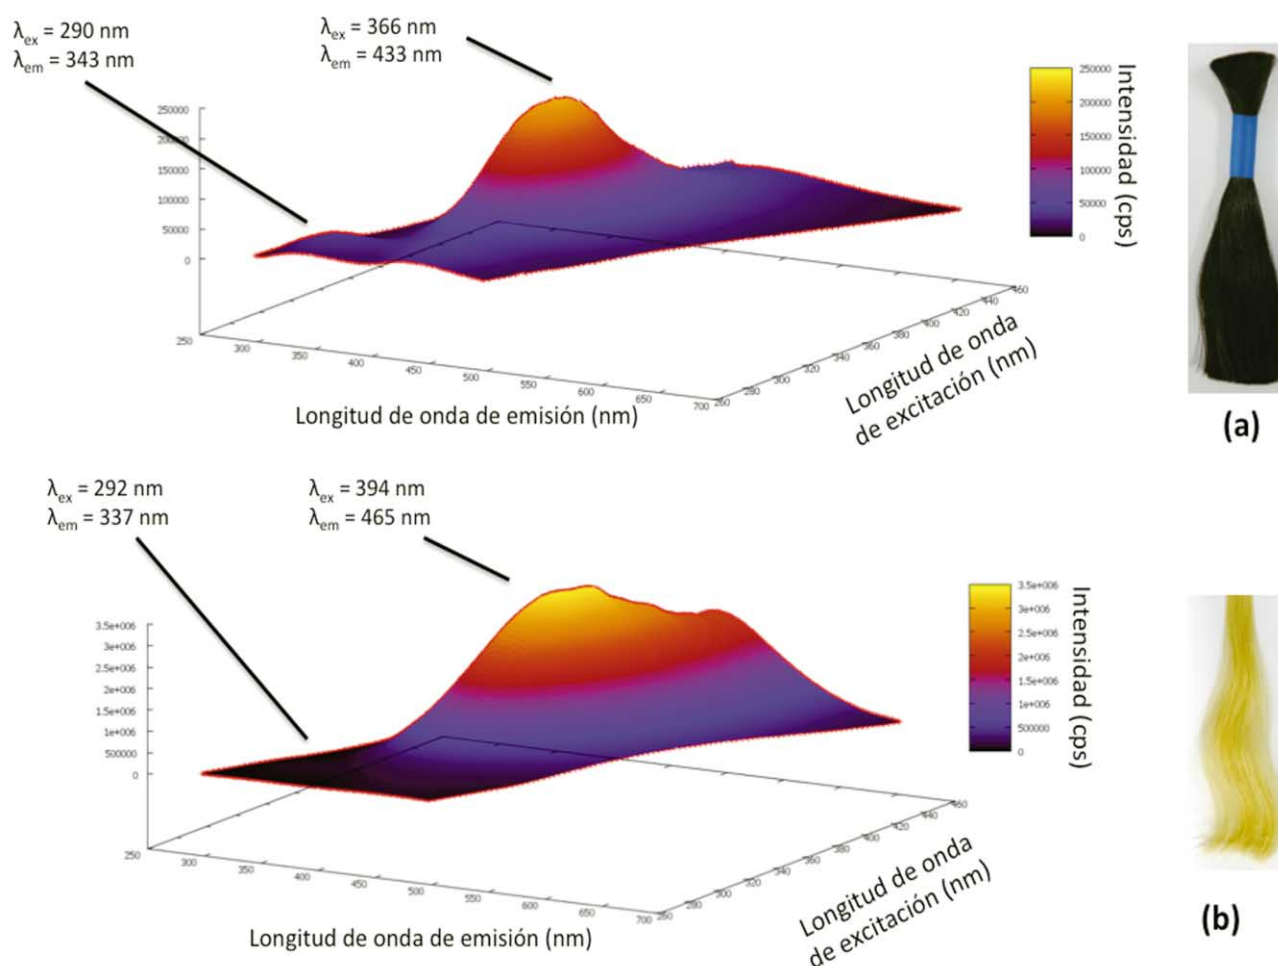 λex = 290 nm
λem = 343 nm
λex = 366 nm
λem = 433 nm
250000
200000
150000
100000
50000
0
250
300
350
400
450
500
550
600
650
700
260
280
300
320
340
360
380
400
420
440
460
Longitud de onda de emisión (nm)
Longitud de onda
de excitación (nm)
250000
200000
150000
100000
50000
0
Intensidad (cps)
(a)
λex = 292 nm
λem = 337 nm
λex = 394 nm
λem = 465 nm
3.5e+006
3e+006
2.5e+006
2e+006
1.5e+006
1e+006
500000
0
250
300
350
400
450
500
550
600
650
700
260
280
300
320
340
360
380
400
420
440
460
Longitud de onda de emisión (nm)
Longitud de onda
de excitación (nm)
3.5e+006
3e+006
2.5e+006
2e+006
1.5e+006
1e+006
500000
0
Intensidad (cps)
(b)